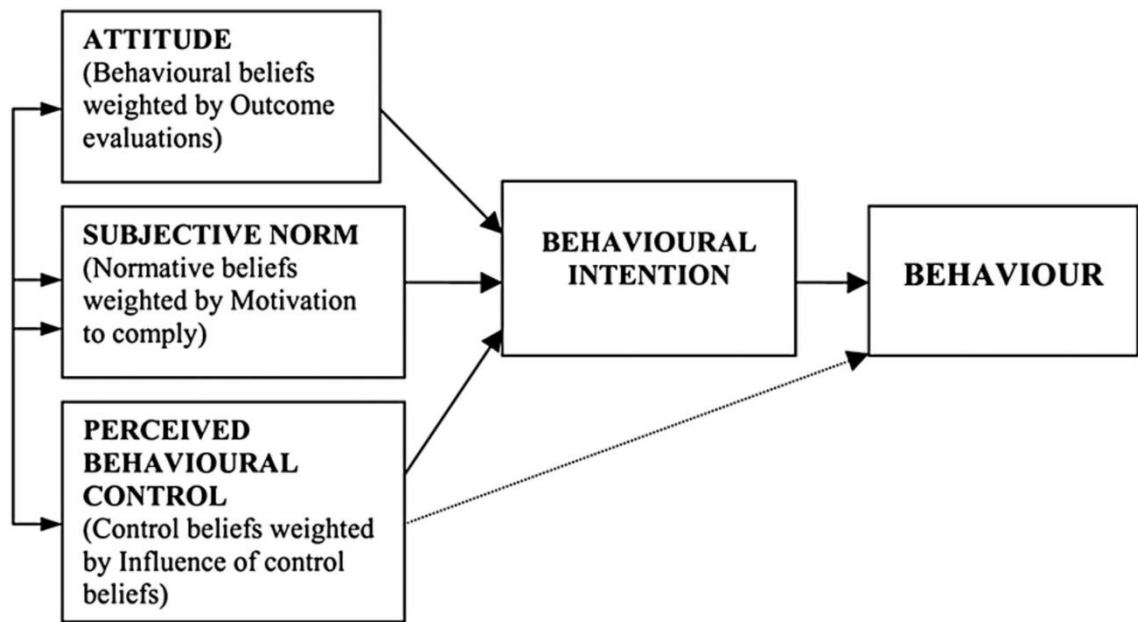 ATTITUDE
(Behavioural beliefs
weighted by Outcome
evaluations)
SUBJECTIVE NORM
(Normative beliefs
weighted by Motivation
to comply)
PERCEIVED
BEHAVIOURAL
CONTROL
(Control beliefs weighted
by Influence of control
beliefs)
BEHAVIOURAL
INTENTION
BEHAVIOUR